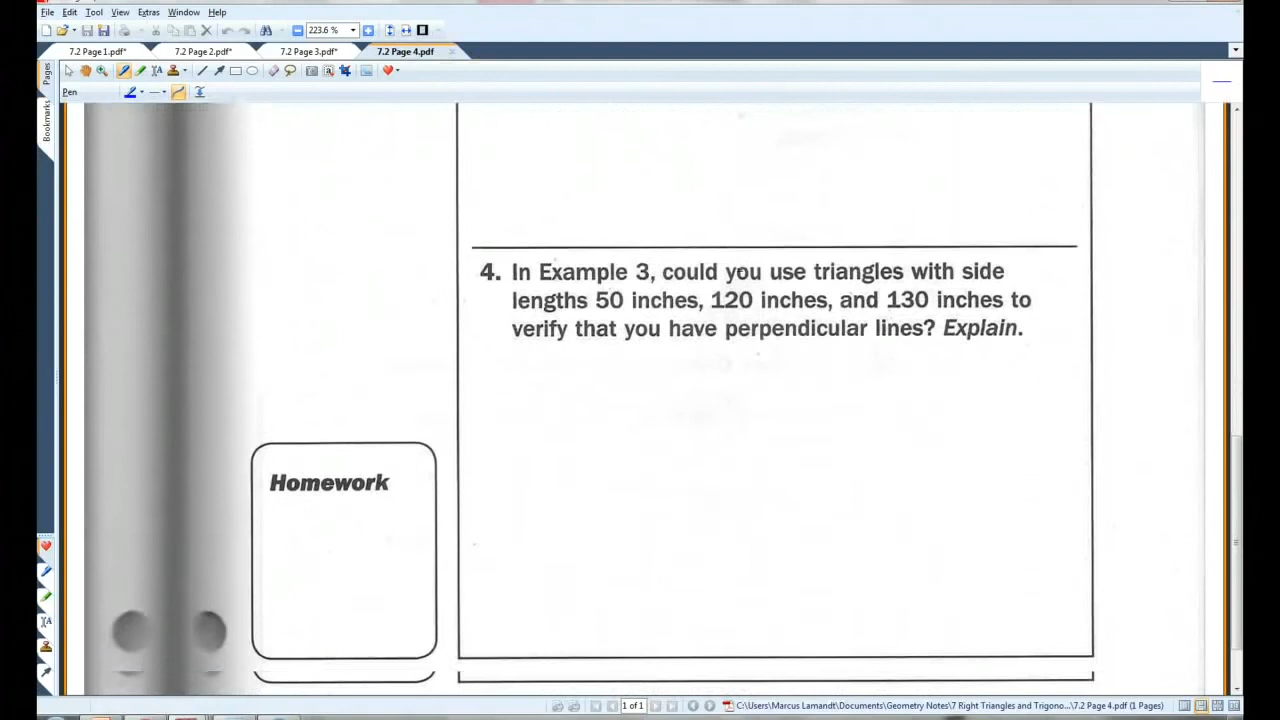 File Edit Tool View Extras Window Help
223.6 %
7.2 Page 1.pdf* 7.2 Page 2.pdf* 7.2 Page 3.pdf* 7.2 Page 4.pdf
Pages
Bookmarks
Pen
4. In Example 3, could you use triangles with side
lengths 50 inches, 120 inches, and 130 inches to
verify that you have perpendicular lines? Explain.
Homework
1 of 1
C:\Users\Marcus Lamandt\Documents\Geometry Notes\7 Right Triangles and Trigono...\7.2 Page 4.pdf (1 Pages)